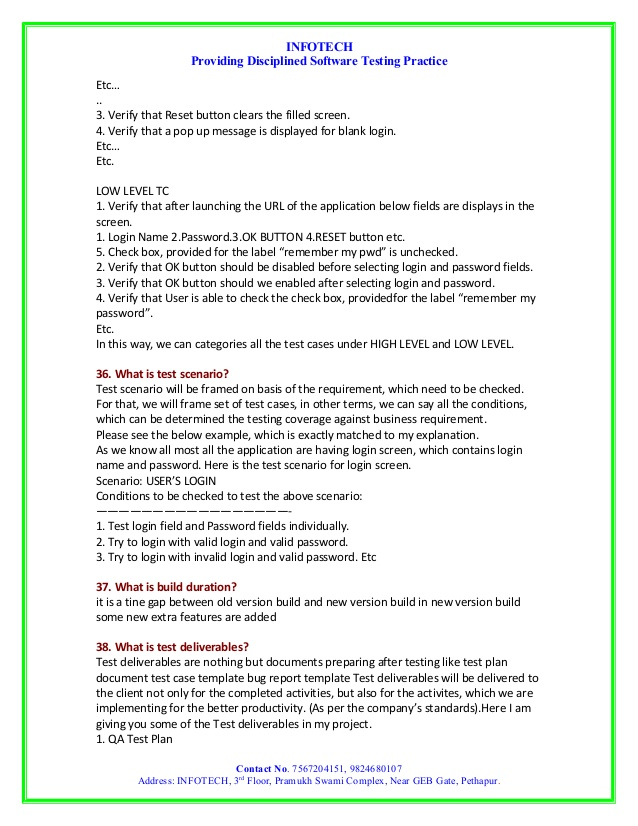 INFOTECH
Providing Disciplined Software Testing Practice
Etc...
..
3. Verify that Reset button clears the filled screen.
4. Verify that a pop up message is displayed for blank login.
Etc...
Etc.
LOW LEVEL TC
1. Verify that after launching the URL of the application below fields are displays in the
screen.
1. Login Name 2.Password.3.OK BUTTON 4.RESET button etc.
5. Check box, provided for the label “remember my pwd” is unchecked.
2. Verify that OK button should be disabled before selecting login and password fields.
3. Verify that OK button should we enabled after selecting login and password.
4. Verify that User is able to check the check box, providedfor the label “remember my
password”.
Etc.
In this way, we can categories all the test cases under HIGH LEVEL and LOW LEVEL.
36. What is test scenario?
Test scenario will be framed on basis of the requirement, which need to be checked.
For that, we will frame set of test cases, in other terms, we can say all the conditions,
which can be determined the testing coverage against business requirement.
Please see the below example, which is exactly matched to my explanation.
As we know all most all the application are having login screen, which contains login
name and password. Here is the test scenario for login screen.
Scenario: USER’S LOGIN
Conditions to be checked to test the above scenario:
————————————————-
1. Test login field and Password fields individually.
2. Try to login with valid login and valid password.
3. Try to login with invalid login and valid password. Etc
37. What is build duration?
it is a tine gap between old version build and new version build in new version build
some new extra features are added
38. What is test deliverables?
Test deliverables are nothing but documents preparing after testing like test plan
document test case template bug report template Test deliverables will be delivered to
the client not only for the completed activities, but also for the activites, which we are
implementing for the better productivity. (As per the company’s standards).Here I am
giving you some of the Test deliverables in my project.
1. QA Test Plan
Contact No. 7567204151, 9824680107
Address: INFOTECH, 3rd Floor, Pramukh Swami Complex, Near GEB Gate, Pethapur.